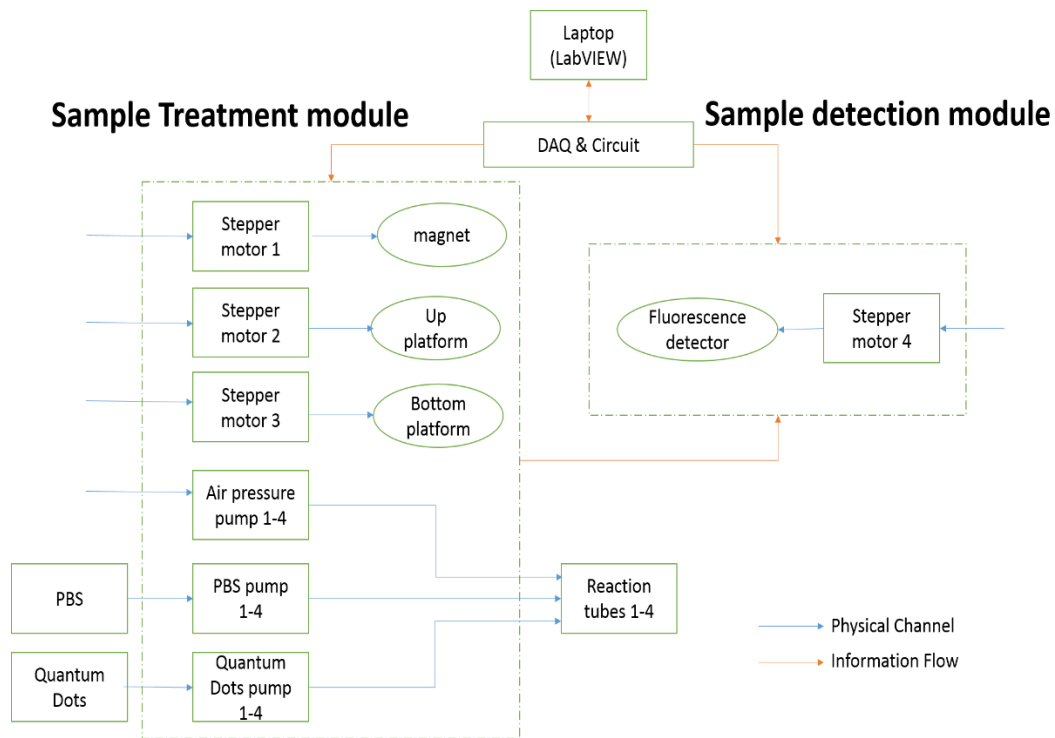 Laptop
(LabVIEW)
Sample Treatment module
Sample detection module
DAQ & Circuit
Stepper
motor 1
magnet
Stepper
motor 2
Up
platform
Fluorescence
detector
Stepper
motor 4
Stepper
motor 3
Bottom
platform
Air pressure
pump 1-4
PBS
PBS pump
1-4
Reaction
tubes 1-4
Physical Channel
Information Flow
Quantum
Dots
Quantum
Dots pump
1-4